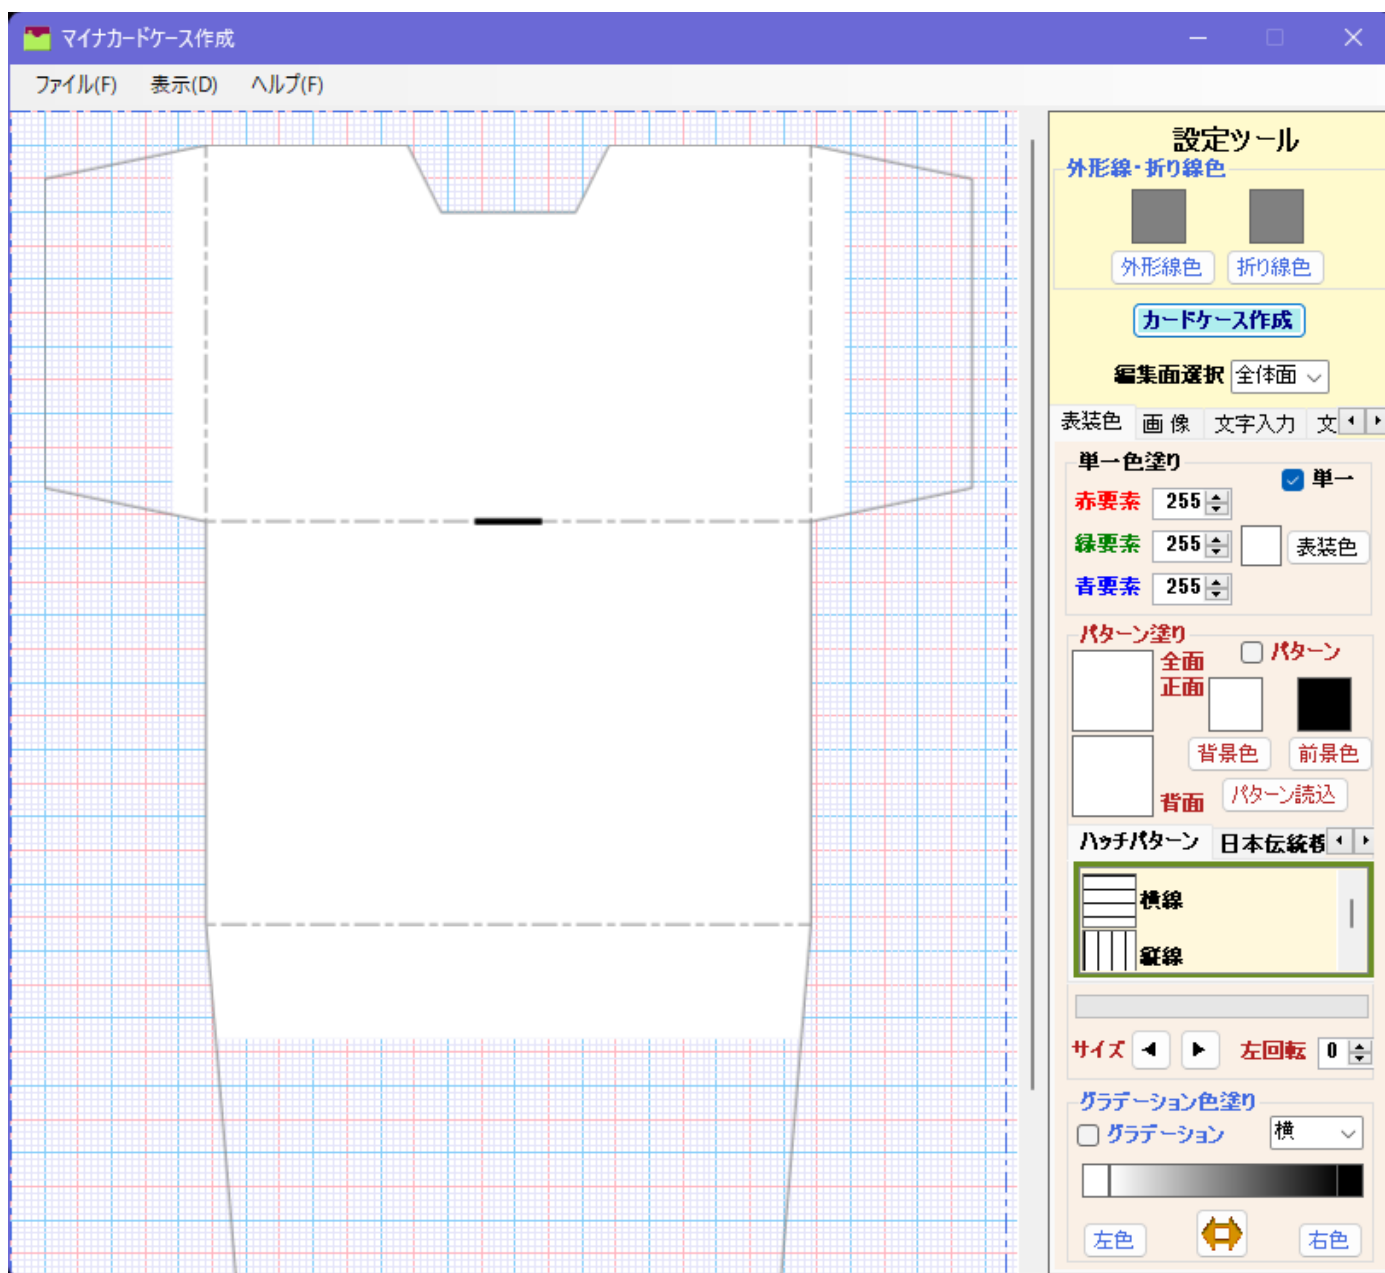 マイナカードケース作成
ファイル(F) 表示(D) ヘルプ(F)
設定ツール
外形線・折り線色
外形線色 折り線色
カードケース作成
編集面選択 全体面
表装色 画像 文字入力 文
単一色塗り
単一
赤要素 255
緑要素 255 表装色
青要素 255
パターン塗り
パターン
全面
正面
背景色 前景色
背面 パターン読込
ハッチパターン 日本伝統
横線
縦線
サイズ 左回転 0
グラデーション色塗り
グラデーション 横
左色 右色